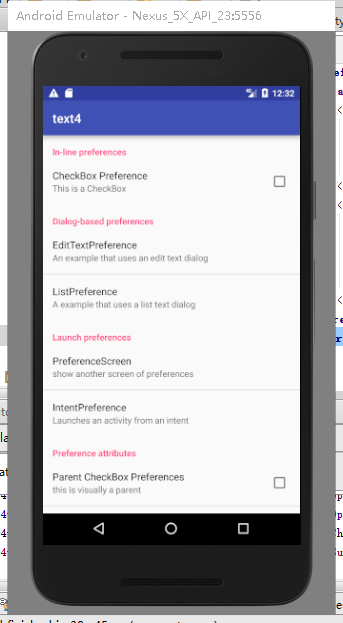 Android Emulator - Nexus_5X_API_23:5556
12:32
text4
In-line preferences
CheckBox Preference
This is a CheckBox
Dialog-based preferences
EditTextPreference
An example that uses an edit text dialog
ListPreference
A example that uses a list text dialog
Launch preferences
PreferenceScreen
show another screen of preferences
IntentPreference
Launches an activity from an intent
Preference attributes
Parent CheckBox Preferences
this is visually a parent